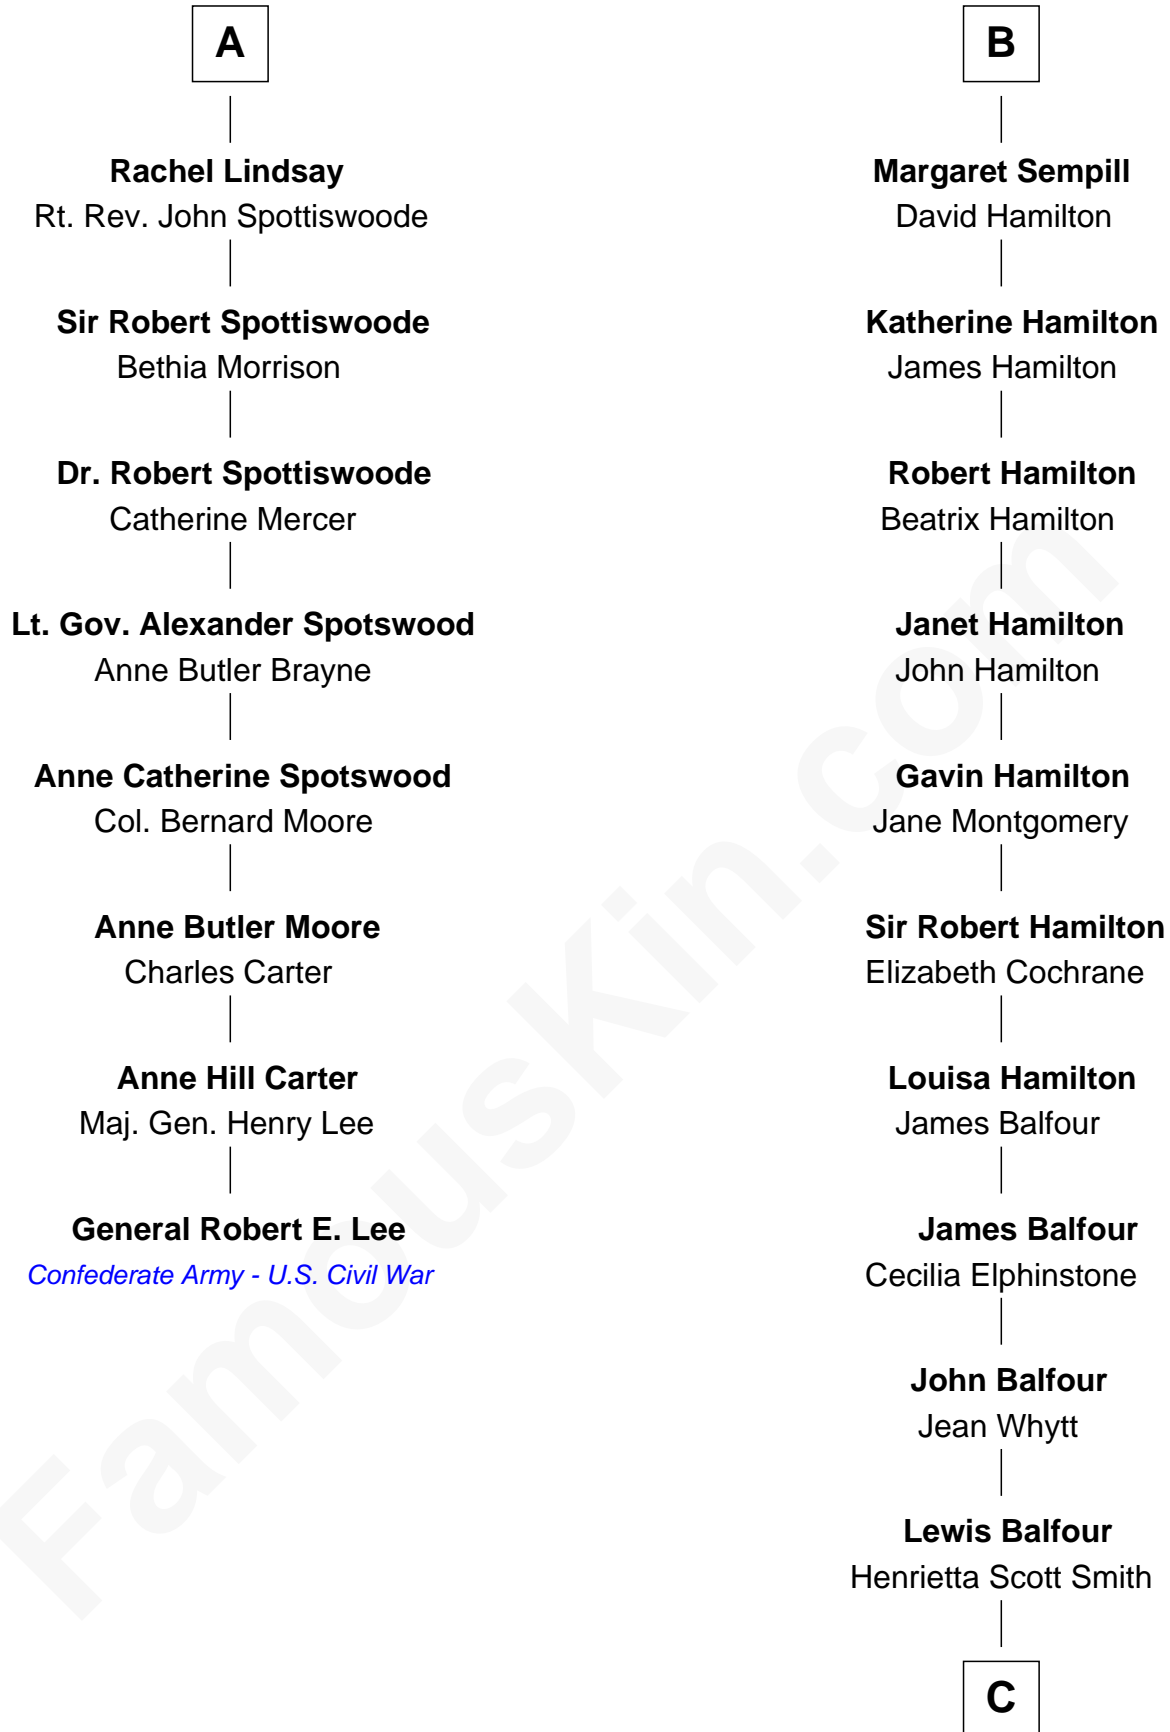 A
Rachel Lindsay
Rt. Rev. John Spottiswoode
Sir Robert Spottiswoode
Bethia Morrison
Dr. Robert Spottiswoode
Catherine Mercer
Lt. Gov. Alexander Spotswood
Anne Butler Brayne
Anne Catherine Spotswood
Col. Bernard Moore
Anne Butler Moore
Charles Carter
Anne Hill Carter
Maj. Gen. Henry Lee
General Robert E. Lee
Confederate Army - U.S. Civil War
B
Margaret Sempill
David Hamilton
Katherine Hamilton
James Hamilton
Robert Hamilton
Beatrix Hamilton
Janet Hamilton
John Hamilton
Gavin Hamilton
Jane Montgomery
Sir Robert Hamilton
Elizabeth Cochrane
Louisa Hamilton
James Balfour
James Balfour
Cecilia Elphinstone
John Balfour
Jean Whytt
Lewis Balfour
Henrietta Scott Smith
C
FamousKin.com